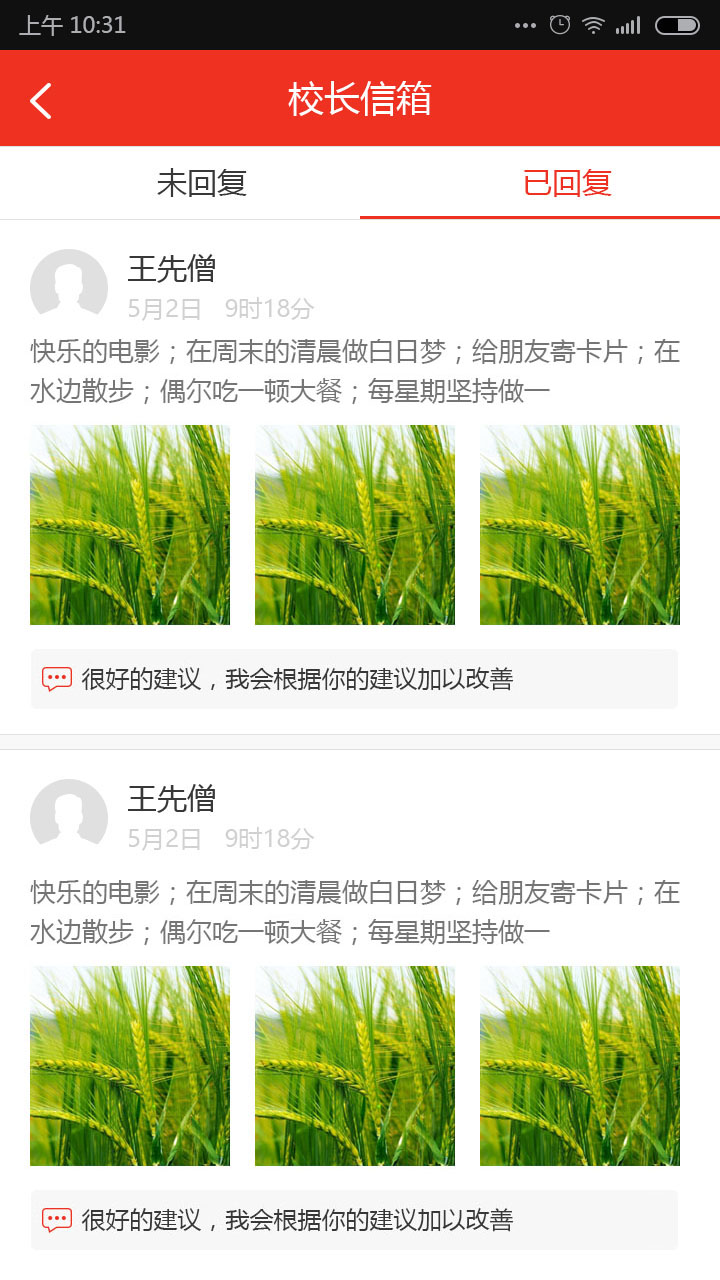 上午 10:31
校长信箱
未回复
已回复
王先僧
5月2日 9时18分
快乐的电影；在周末的清晨做白日梦；给朋友寄卡片；在
水边散步；偶尔吃一顿大餐；每星期坚持做一
很好的建议，我会根据你的建议加以改善
王先僧
5月2日 9时18分
快乐的电影；在周末的清晨做白日梦；给朋友寄卡片；在
水边散步；偶尔吃一顿大餐；每星期坚持做一
很好的建议，我会根据你的建议加以改善